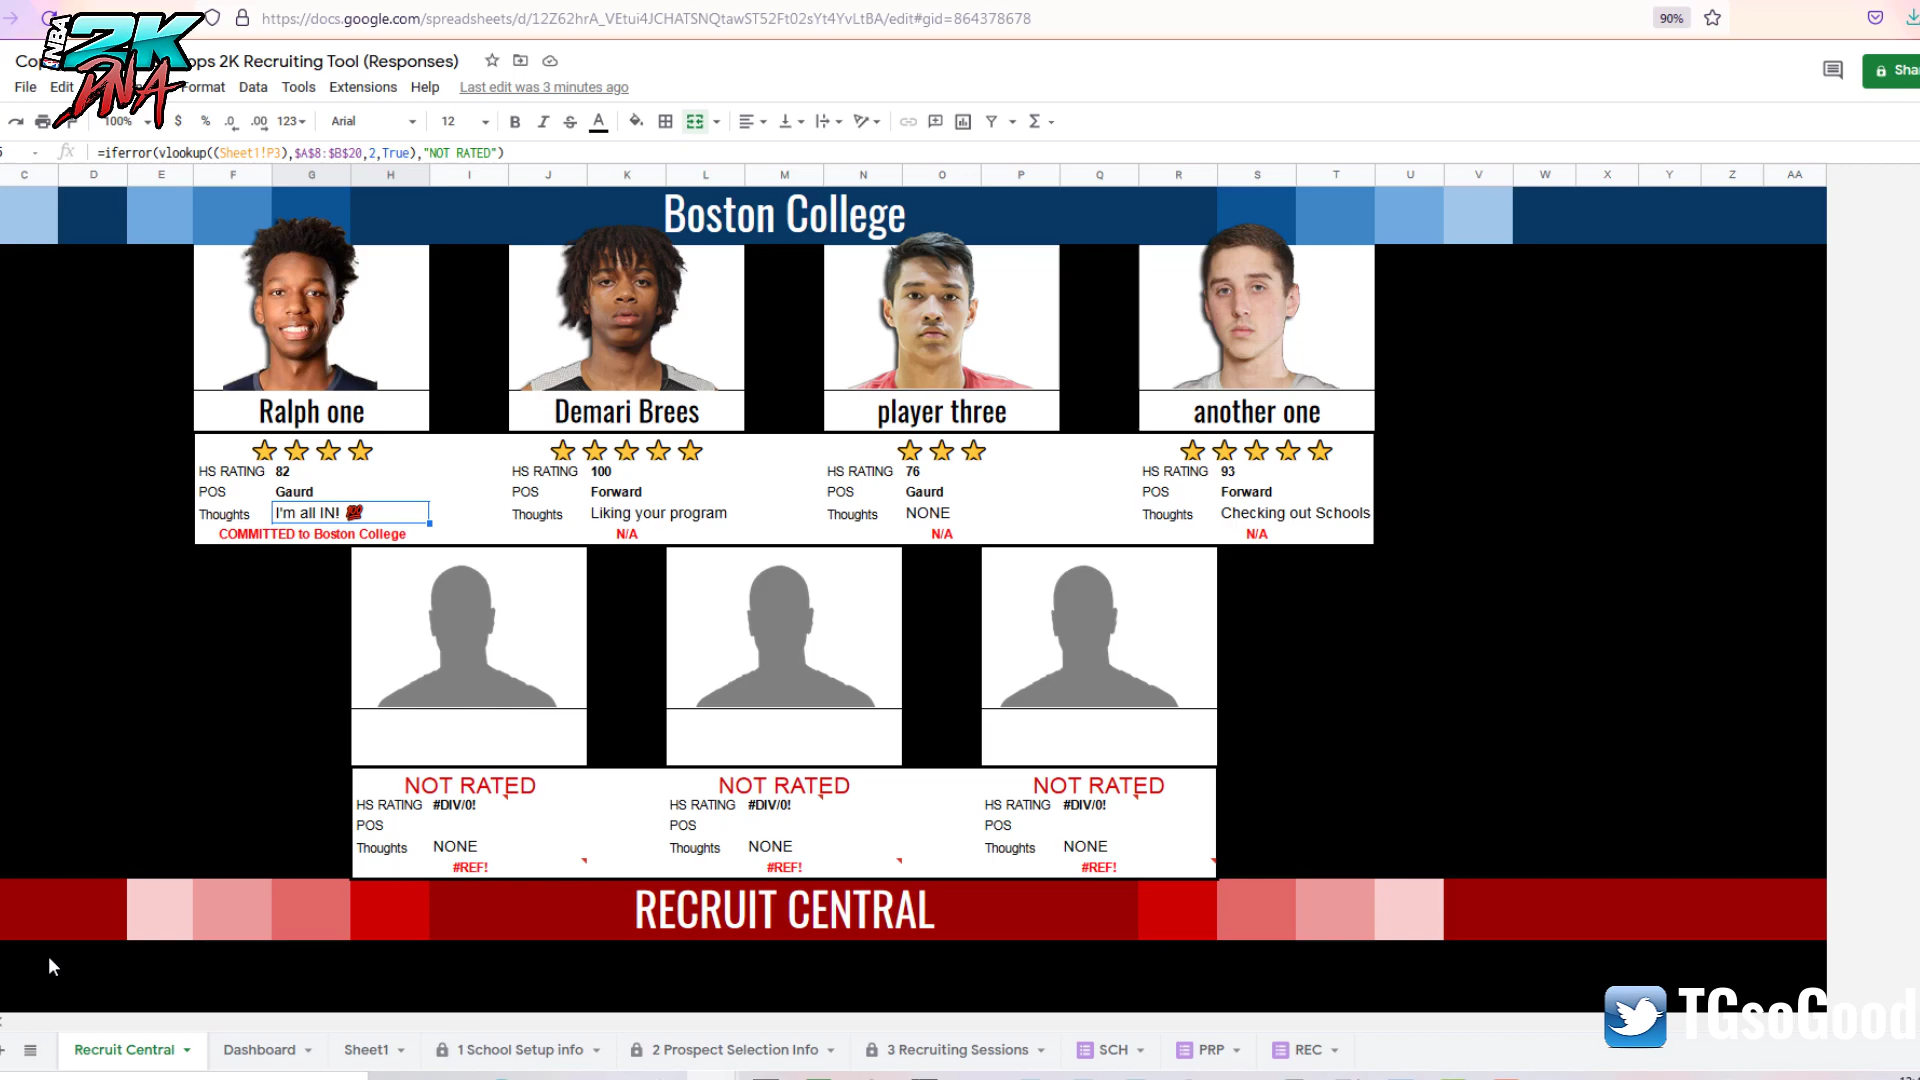 https://docs.google.com/spreadsheets/d/12Z62hrA_VEtui4JCHATSNQtawST52Ft02sYt4YvLtBA/edit#gid=864378678
90%
NBA 2K DNA
2K Recruiting Tool (Responses)
File Edit Format Data Tools Extensions Help Last edit was 3 minutes ago
100% $ % .0 .00 123 Arial 12 B I S A
fx =iferror(vlookup((Sheet1!P3),$A$8:$B$20,2,True),"NOT RATED")
C D E F G H I J K L M N O P Q R S T U V W X Y Z AA
Boston College
Ralph one Demari Brees player three another one
HS RATING 82 HS RATING 100 HS RATING 76 HS RATING 93
POS Gaurd POS Forward POS Gaurd POS Forward
Thoughts I'm all IN! 💯 Thoughts Liking your program Thoughts NONE Thoughts Checking out Schools
COMMITTED to Boston College N/A N/A N/A
NOT RATED NOT RATED NOT RATED
HS RATING #DIV/0! HS RATING #DIV/0! HS RATING #DIV/0!
POS POS POS
Thoughts NONE Thoughts NONE Thoughts NONE
#REF! #REF! #REF!
RECRUIT CENTRAL
TGsoGood
Recruit Central Dashboard Sheet1 1 School Setup info 2 Prospect Selection Info 3 Recruiting Sessions SCH PRP REC